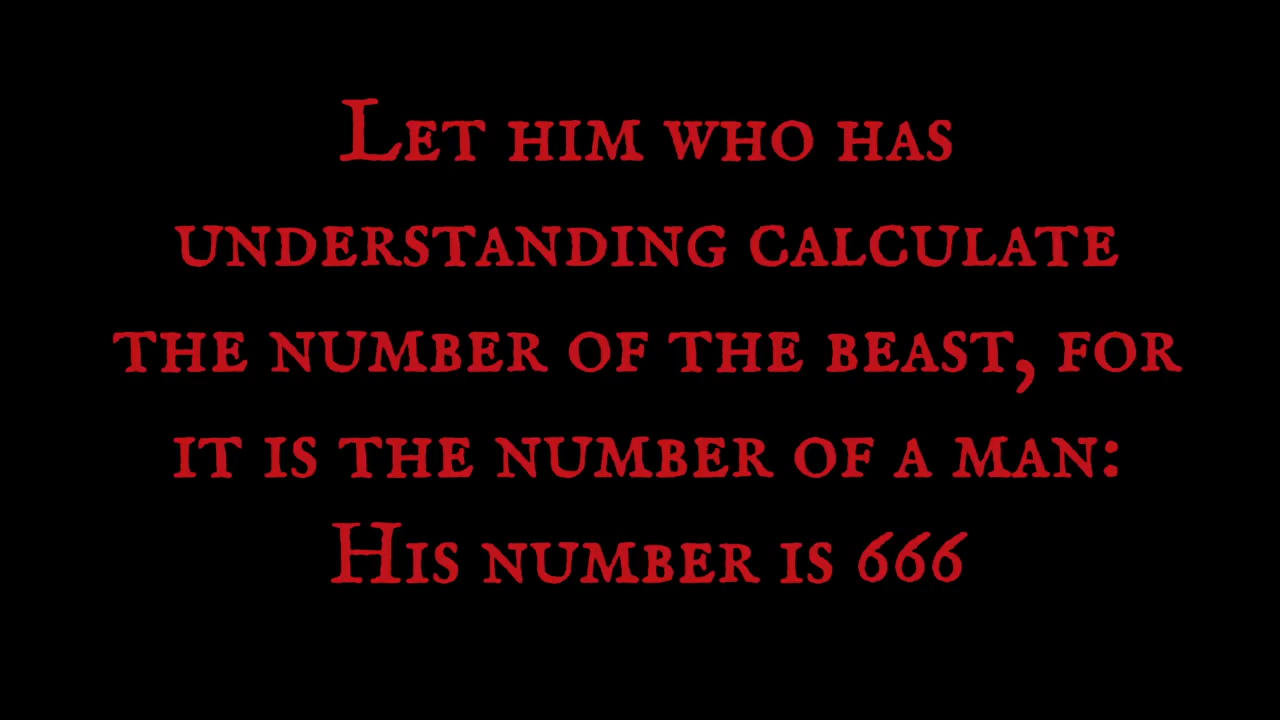 Let him who has
understanding calculate
the number of the beast, for
it is the number of a man:
His number is 666